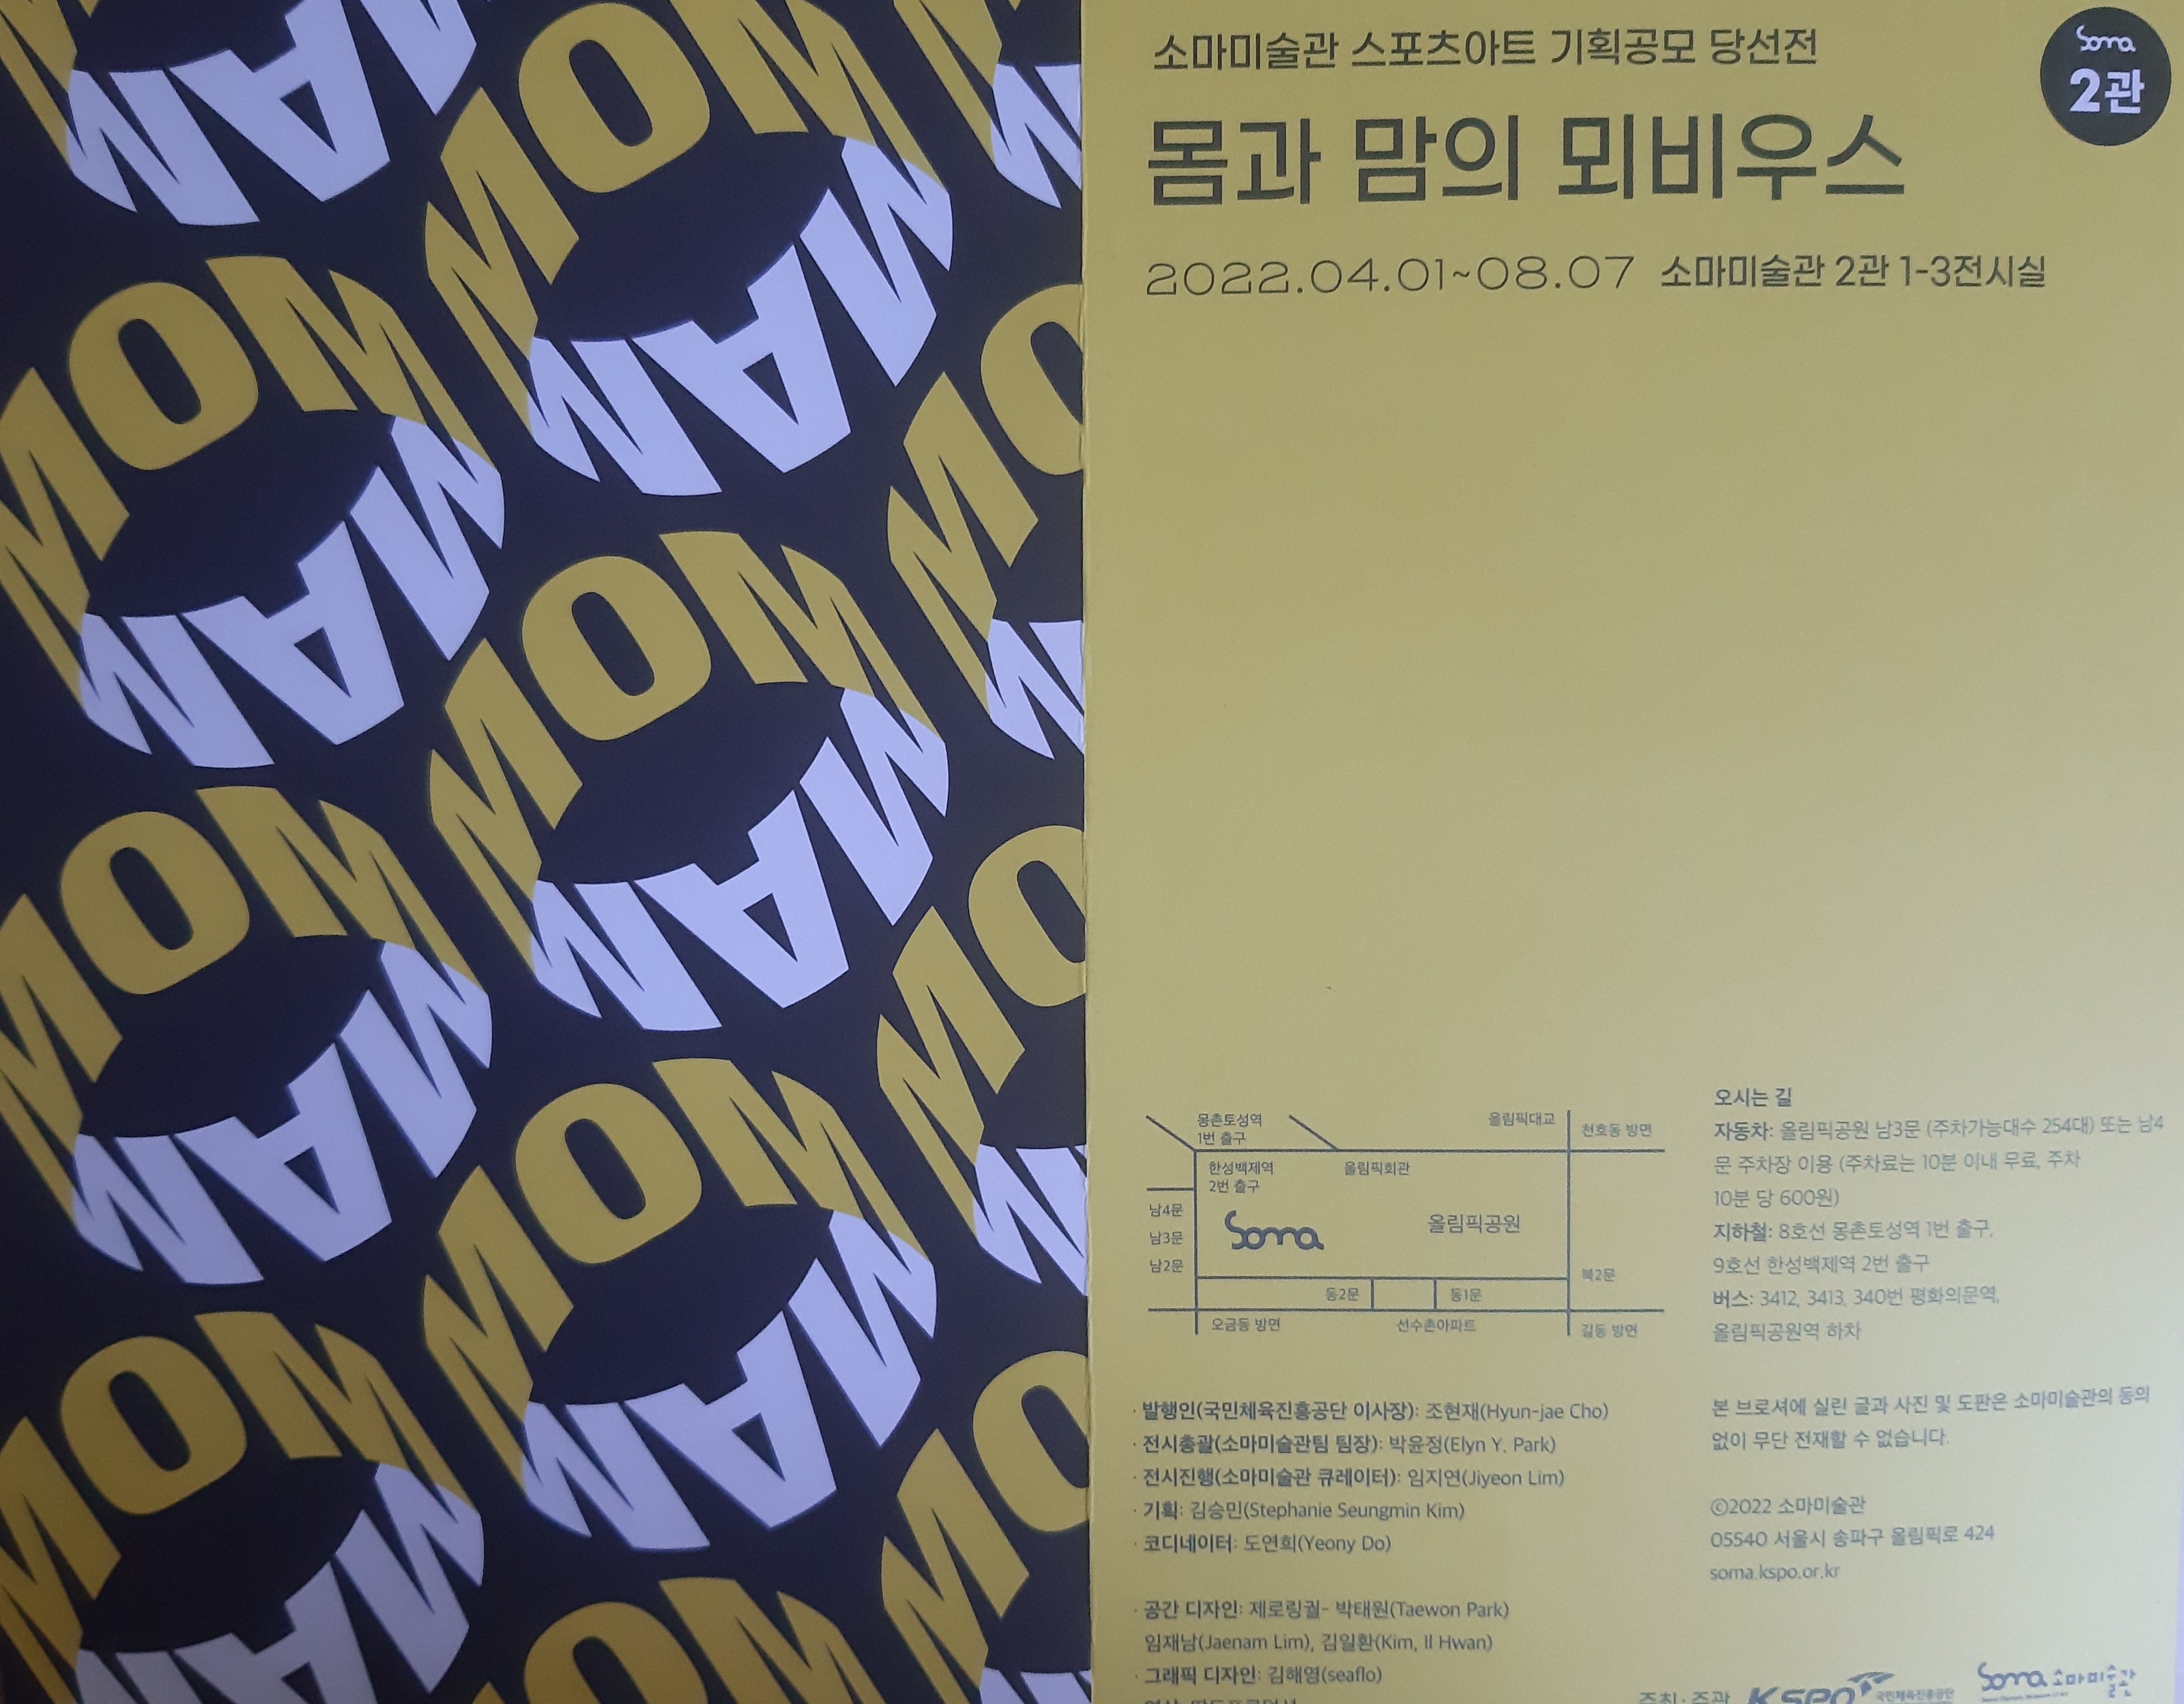 소마미술관 스포츠아트 기획공모 당선전
Soma
2관
몸과 맘의 뫼비우스
2022.04.01~08.07 소마미술관 2관 1-3전시실
MOM
MAM
몽촌토성역
1번 출구
올림픽대교
천호동 방면
한성백제역
2번 출구
올림픽회관
남4문
남3문
남2문
Soma
올림픽공원
북2문
동2문
동1문
오금동 방면
선수촌아파트
길동 방면
오시는 길
자동차: 올림픽공원 남3문 (주차가능대수 254대) 또는 남4
문 주차장 이용 (주차료는 10분 이내 무료, 주차
10분 당 600원)
지하철: 8호선 몽촌토성역 1번 출구,
9호선 한성백제역 2번 출구
버스: 3412, 3413, 340번 평화의문역,
올림픽공원역 하차
· 발행인(국민체육진흥공단 이사장): 조현재(Hyun-jae Cho)
· 전시총괄(소마미술관팀 팀장): 박윤정(Elyn Y. Park)
· 전시진행(소마미술관 큐레이터): 임지연(Jiyeon Lim)
· 기획: 김승민(Stephanie Seungmin Kim)
· 코디네이터: 도연희(Yeony Do)
· 공간 디자인: 제로링궐- 박태원(Taewon Park)
임재남(Jaenam Lim), 김일환(Kim, Il Hwan)
· 그래픽 디자인: 김해영(seaflo)
본 브로셔에 실린 글과 사진 및 도판은 소마미술관의 동의
없이 무단 전재할 수 없습니다.
©2022 소마미술관
05540 서울시 송파구 올림픽로 424
soma.kspo.or.kr
주최·주관 KSPO 국민체육진흥공단 Soma 소마미술관